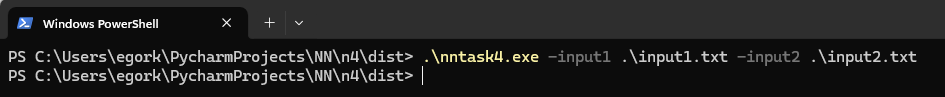 Windows PowerShell
PS C:\Users\egork\PycharmProjects\NN\n4\dist> .\nntask4.exe -input1 .\input1.txt -input2 .\input2.txt
PS C:\Users\egork\PycharmProjects\NN\n4\dist>